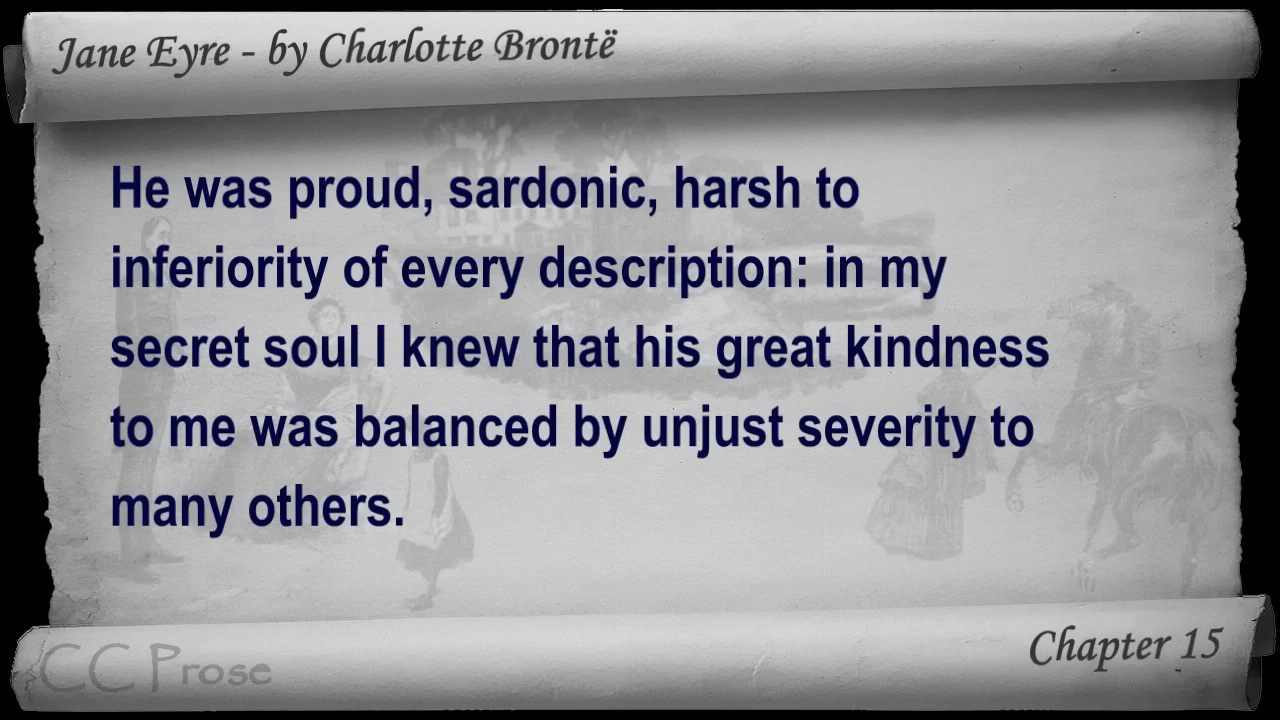 Jane Eyre - by Charlotte Brontë
He was proud, sardonic, harsh to
inferiority of every description: in my
secret soul I knew that his great kindness
to me was balanced by unjust severity to
many others.
Chapter 15
CC Prose